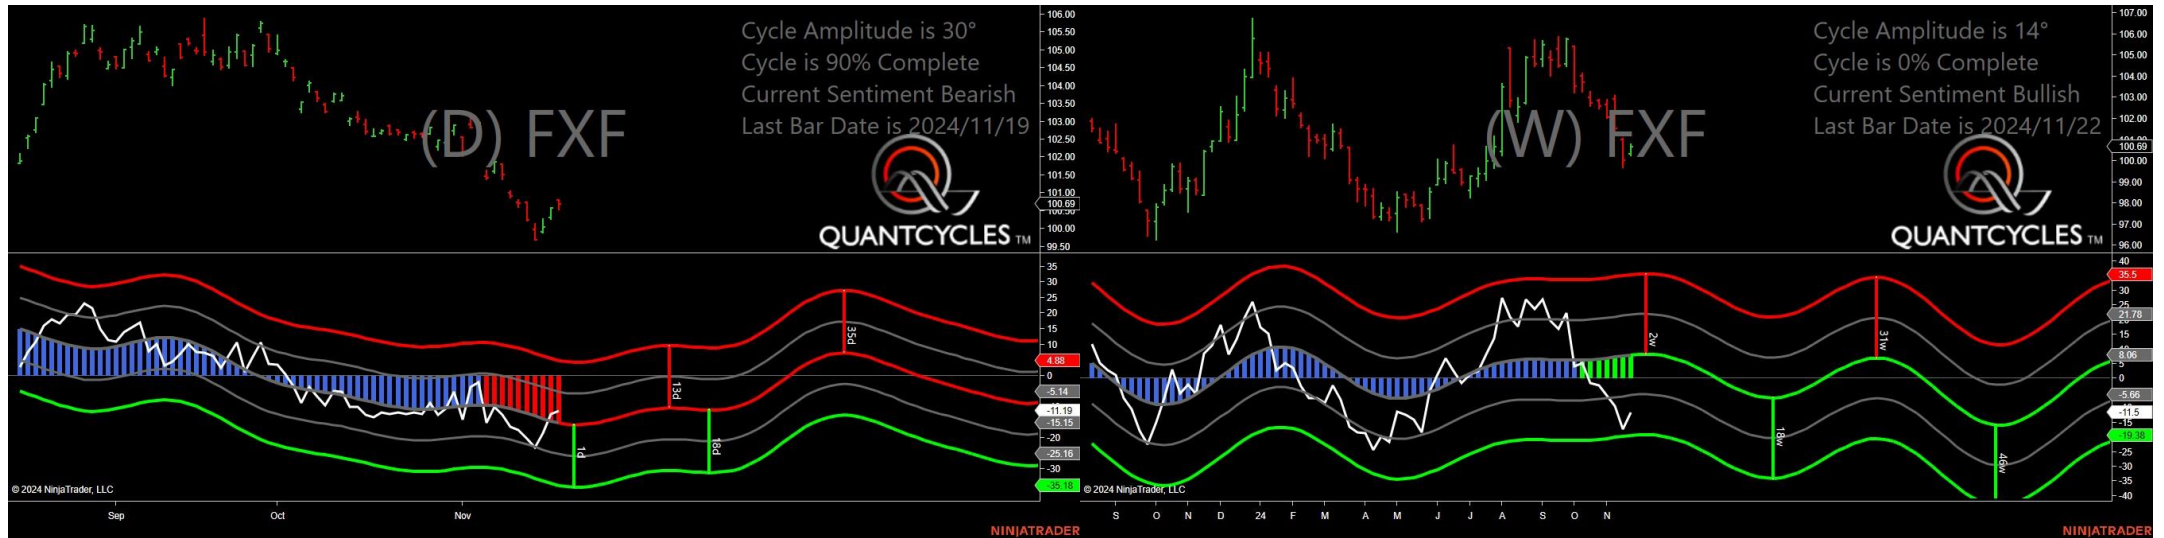 Cycle Amplitude is 30°
Cycle is 90% Complete
Current Sentiment Bearish
Last Bar Date is 2024/11/19
(D) FXF
QUANTCYCLES TM
106.00
105.50
105.00
104.50
104.00
103.50
103.00
102.50
102.00
101.50
101.00
100.69
100.50
100.00
99.50
35
30
25
20
15
10
4.88
0
-5.14
-11.19
-15.15
-20
-25.16
-30
-35.18
1d
13d
18d
35d
© 2024 NinjaTrader, LLC
Sep Oct Nov
NINJATRADER
Cycle Amplitude is 14°
Cycle is 0% Complete
Current Sentiment Bullish
Last Bar Date is 2024/11/22
(W) FXF
QUANTCYCLES TM
107.00
106.00
105.00
104.00
103.00
102.00
101.00
100.69
100.00
99.00
98.00
97.00
96.00
40
35.5
30
25
21.78
15
8.06
5
0
-5.66
-11.5
-15
-19.38
-25
-30
-35
-40
2w
18w
31w
46w
© 2024 NinjaTrader, LLC
S O N D 24 F M A M J J A S O N
NINJATRADER